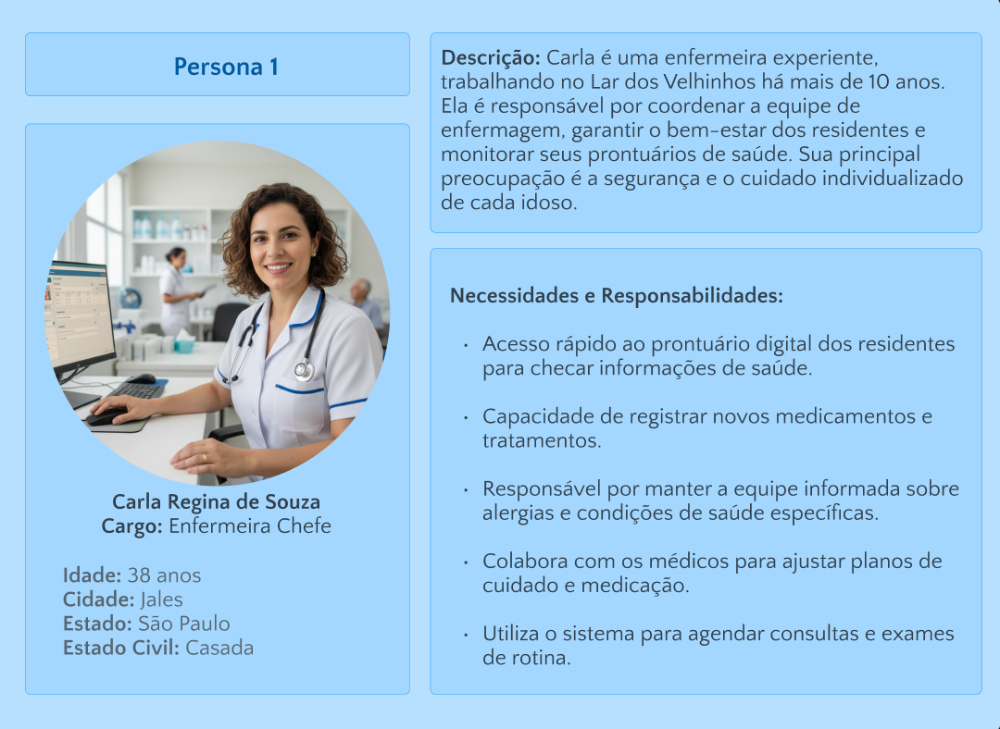 Persona 1
Carla Regina de Souza
Cargo: Enfermeira Chefe
Idade: 38 anos
Cidade: Jales
Estado: São Paulo
Estado Civil: Casada
Descrição: Carla é uma enfermeira experiente,
trabalhando no Lar dos Velhinhos há mais de 10 anos.
Ela é responsável por coordenar a equipe de
enfermagem, garantir o bem-estar dos residentes e
monitorar seus prontuários de saúde. Sua principal
preocupação é a segurança e o cuidado individualizado
de cada idoso.
Necessidades e Responsabilidades:
• Acesso rápido ao prontuário digital dos residentes
para checar informações de saúde.
• Capacidade de registrar novos medicamentos e
tratamentos.
• Responsável por manter a equipe informada sobre
alergias e condições de saúde específicas.
• Colabora com os médicos para ajustar planos de
cuidado e medicação.
• Utiliza o sistema para agendar consultas e exames
de rotina.